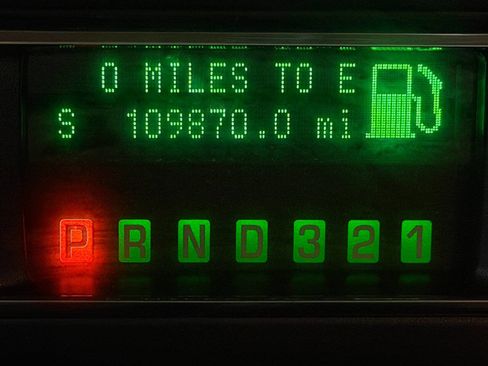 0 MILES TO E
S 109870.0 mi
P R N D 3 2 1